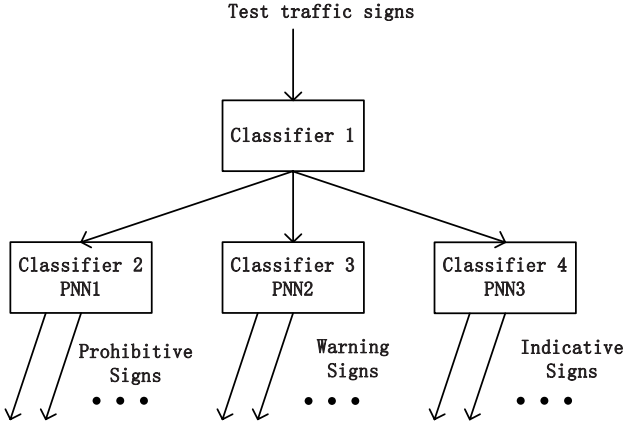 Test traffic signs
Classifier 1
Classifier 2
PNN1
Classifier 3
PNN2
Classifier 4
PNN3
Prohibitive
Signs
Warning
Signs
Indicative
Signs